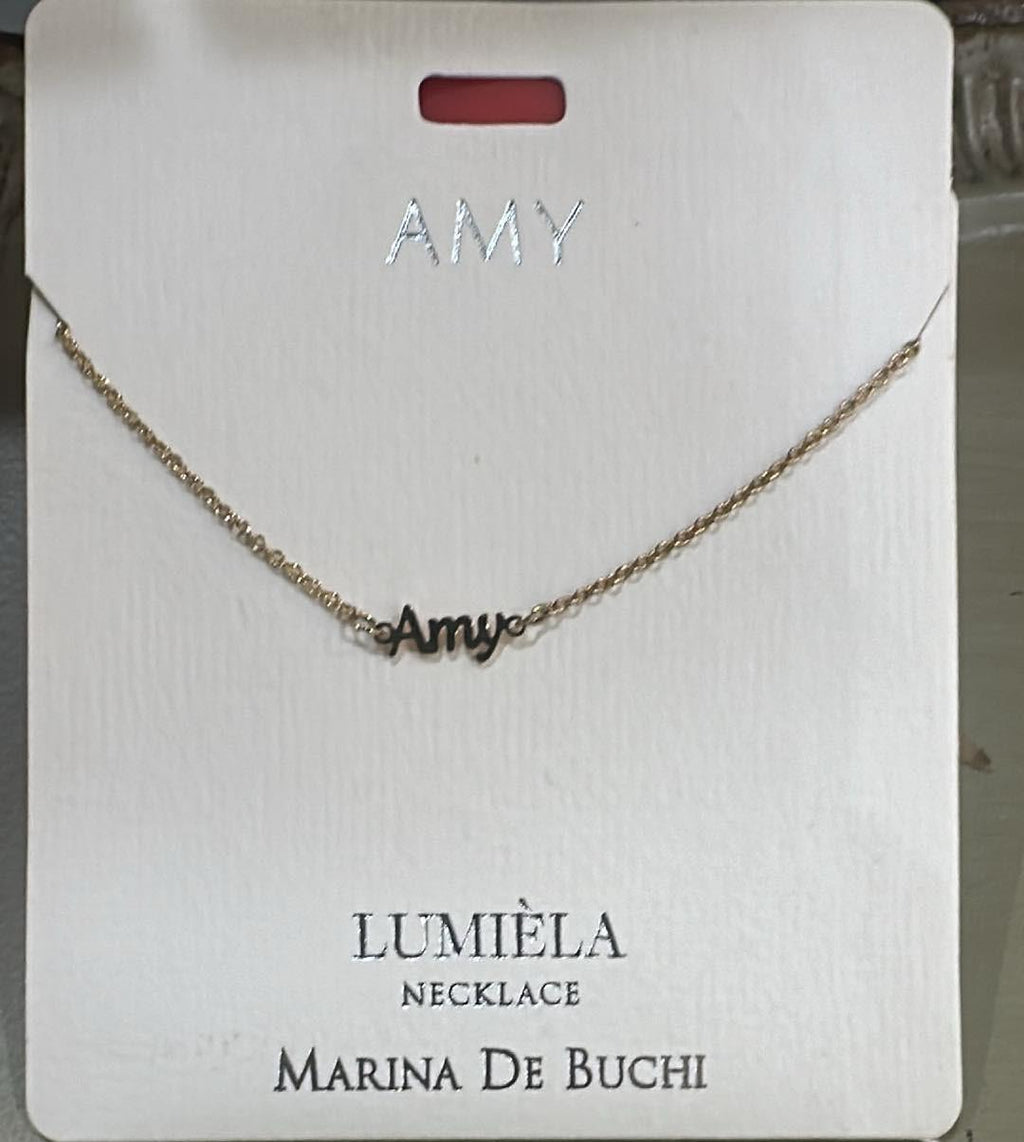 AMY
Amy
LUMIÈLA
NECKLACE
MARINA DE BUCHI